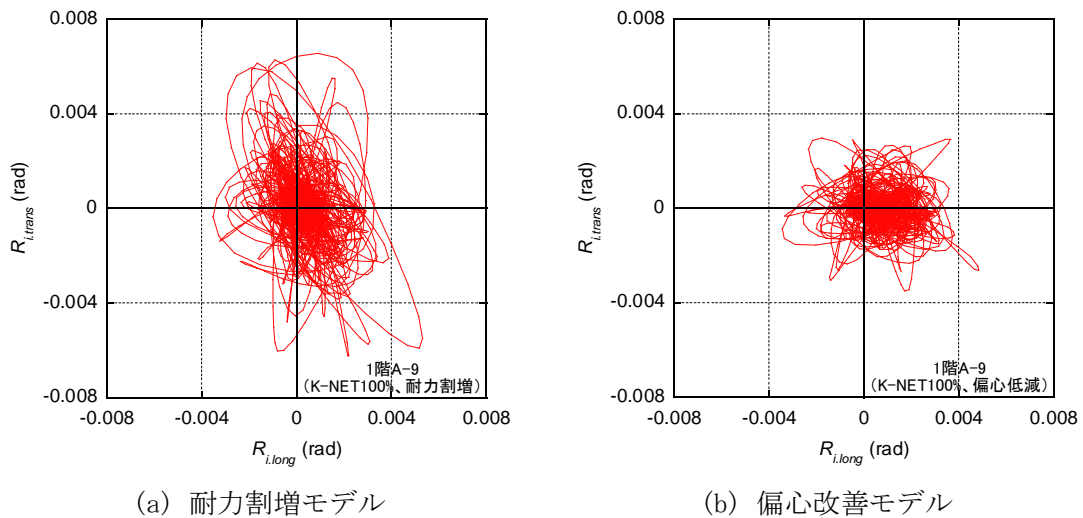 0.008
0.004
0
-0.004
-0.008
R_{i.trans} (rad)
1階A-9
(K-NET100%、耐力割増)
-0.008 -0.004 0 0.004 0.008
R_{i.long} (rad)
(a) 耐力割増モデル
0.008
0.004
0
-0.004
-0.008
R_{i.trans} (rad)
1階A-9
(K-NET100%、偏心低減)
-0.008 -0.004 0 0.004 0.008
R_{i.long} (rad)
(b) 偏心改善モデル